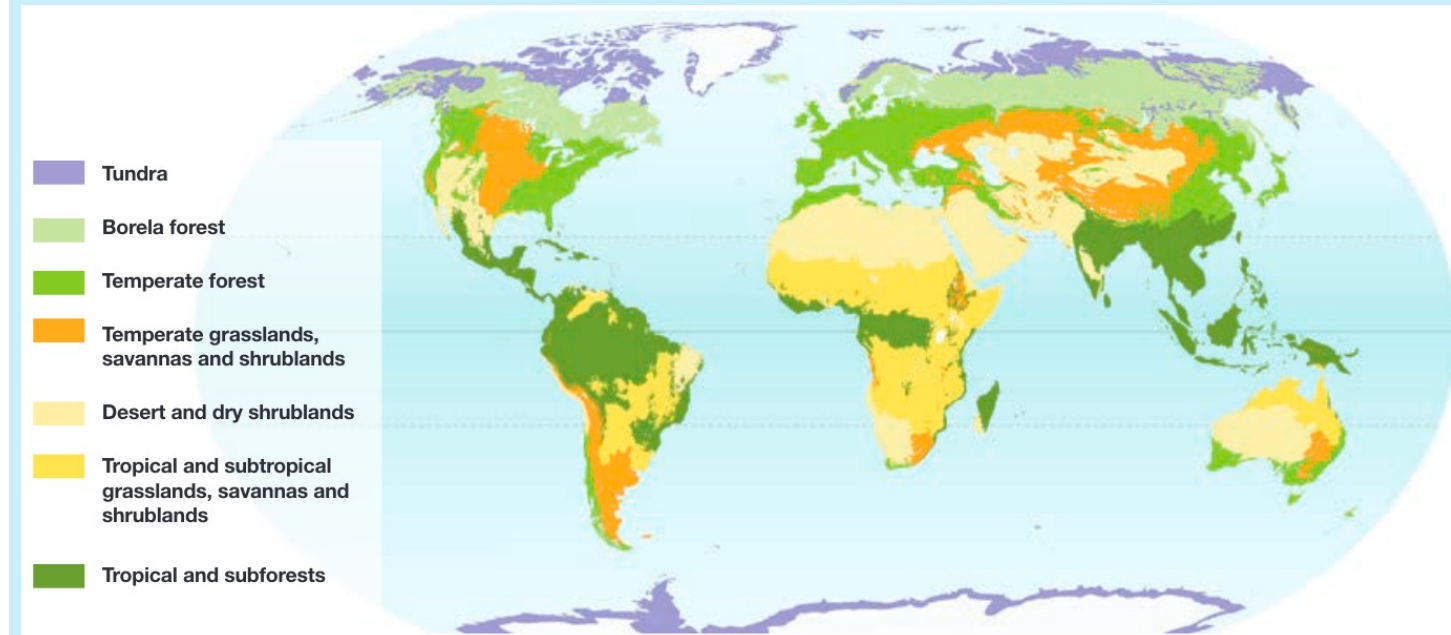 Tundra
Borela forest
Temperate forest
Temperate grasslands,
savannas and shrublands
Desert and dry shrublands
Tropical and subtropical
grasslands, savannas and
shrublands
Tropical and subforests